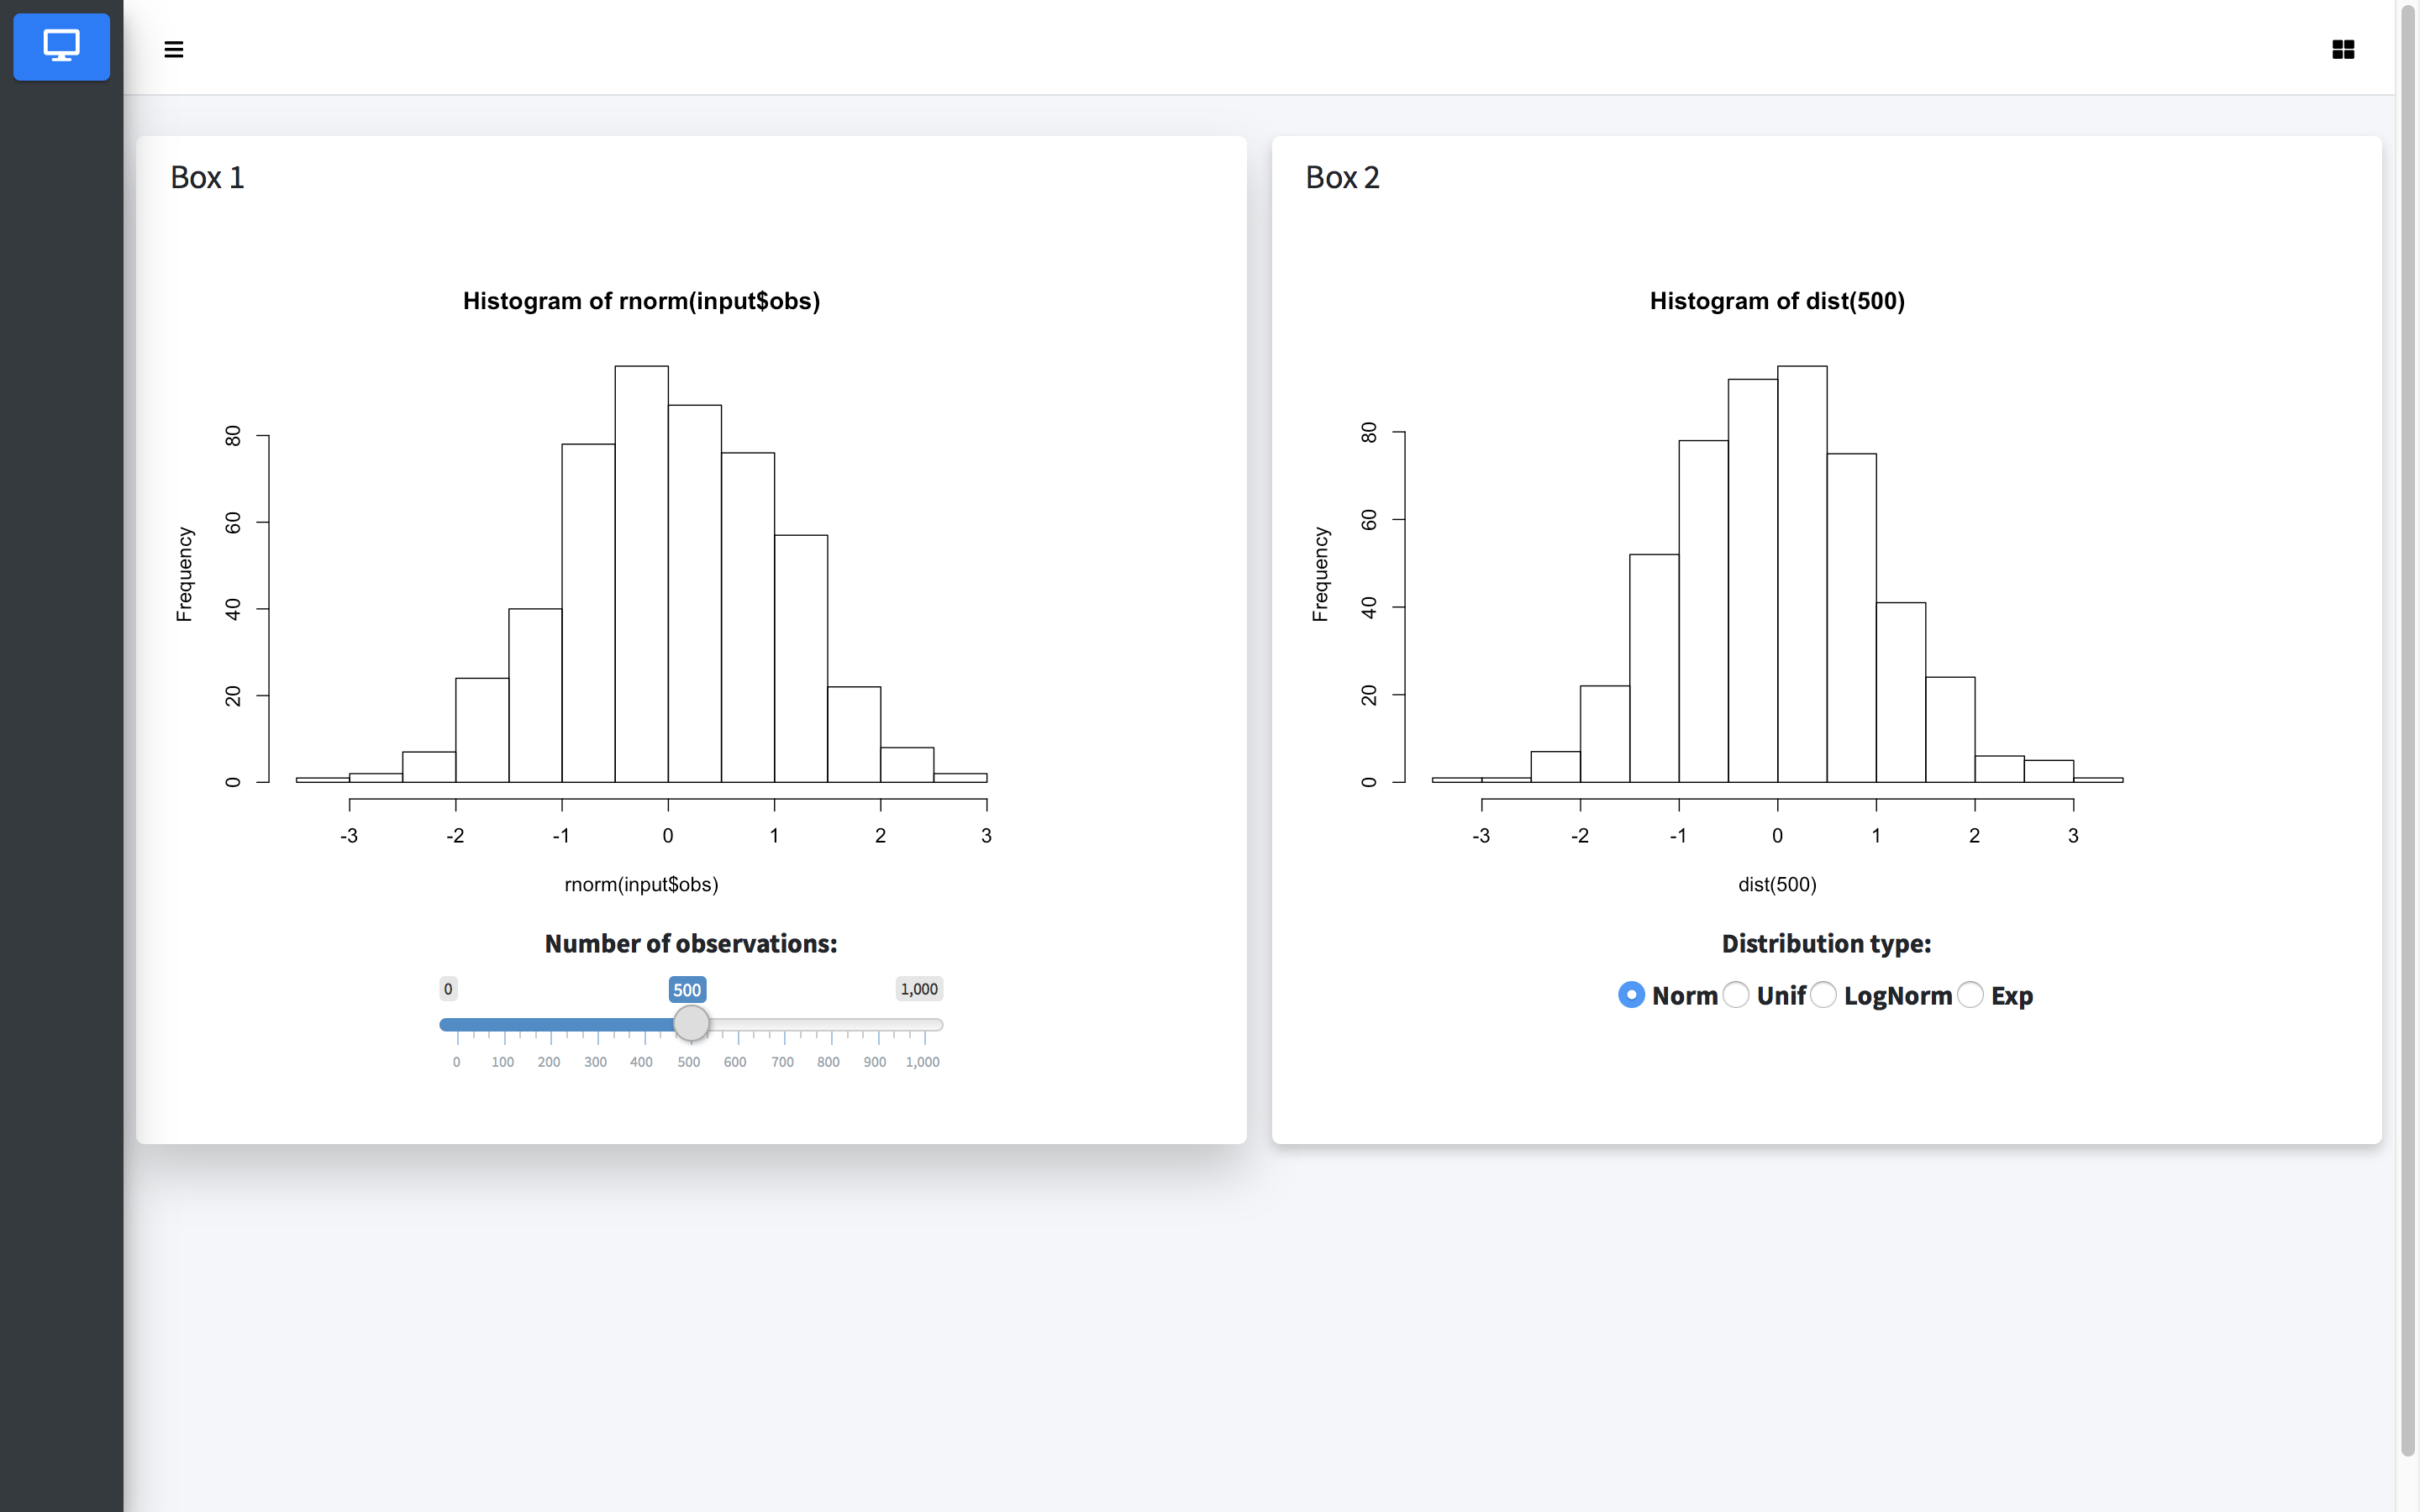 Box 1
Histogram of rnorm(input$obs)
Frequency
80
60
40
20
0
-3 -2 -1 0 1 2 3
rnorm(input$obs)
Number of observations:
0 500 1,000
0 100 200 300 400 500 600 700 800 900 1,000
Box 2
Histogram of dist(500)
Frequency
80
60
40
20
0
-3 -2 -1 0 1 2 3
dist(500)
Distribution type:
Norm Unif LogNorm Exp